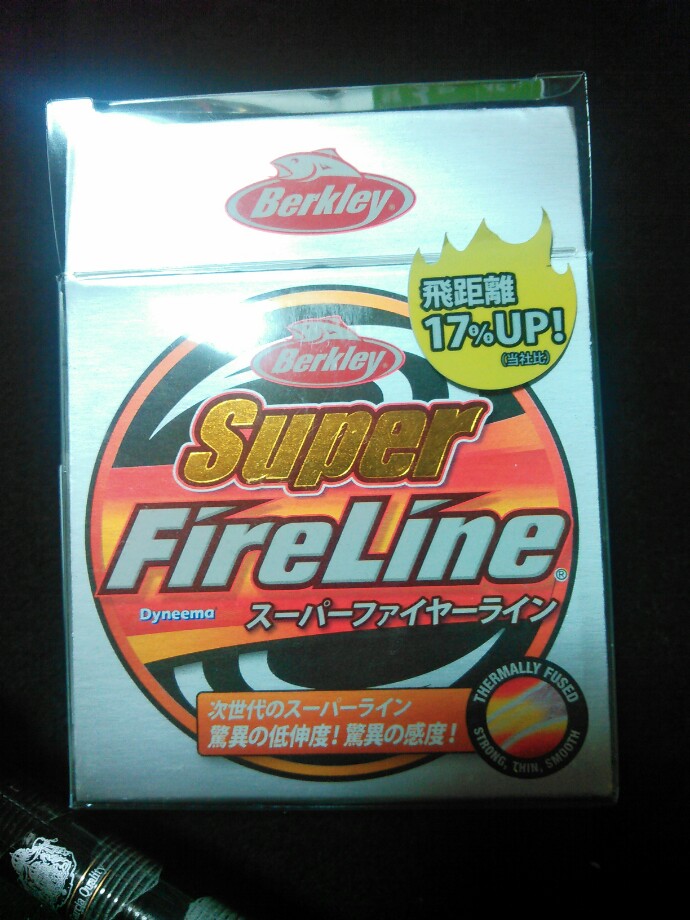 Berkley®
飛距離
17%UP!
(当社比)
Berkley
Super
FireLine®
Dyneema
スーパーファイヤーライン
THERMALLY FUSED
STRONG, THIN, SMOOTH
次世代のスーパーライン
驚異の低伸度!驚異の感度!
Quality